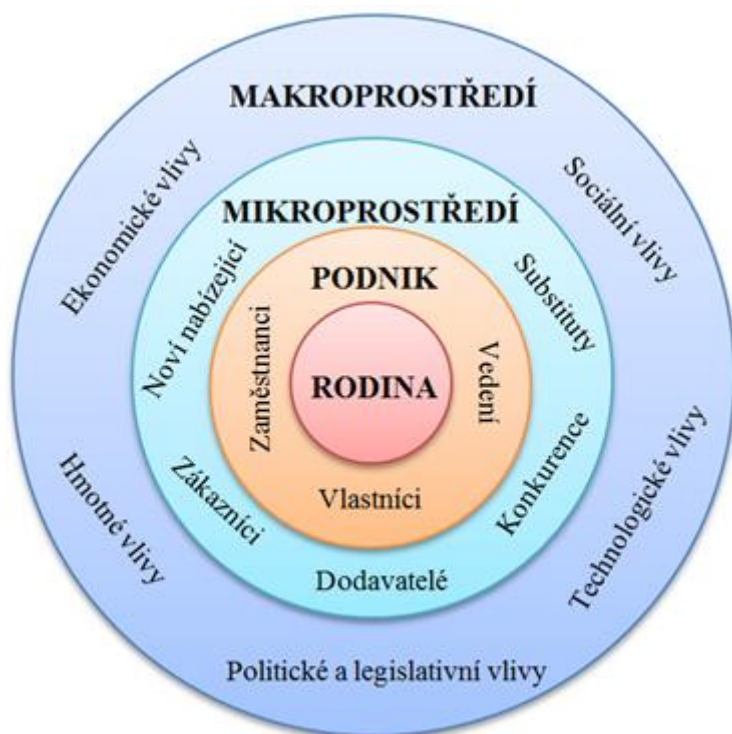 MAKROPROSTŘEDÍ
Ekonomické vlivy
Sociální vlivy
MIKROPROSTŘEDÍ
Noví nabízející
Substituty
PODNIK
Zaměstnanci
Vedení
RODINA
Vlastníci
Zákazníci
Konkurence
Hmotné vlivy
Technologické vlivy
Dodavatelé
Politické a legislativní vlivy